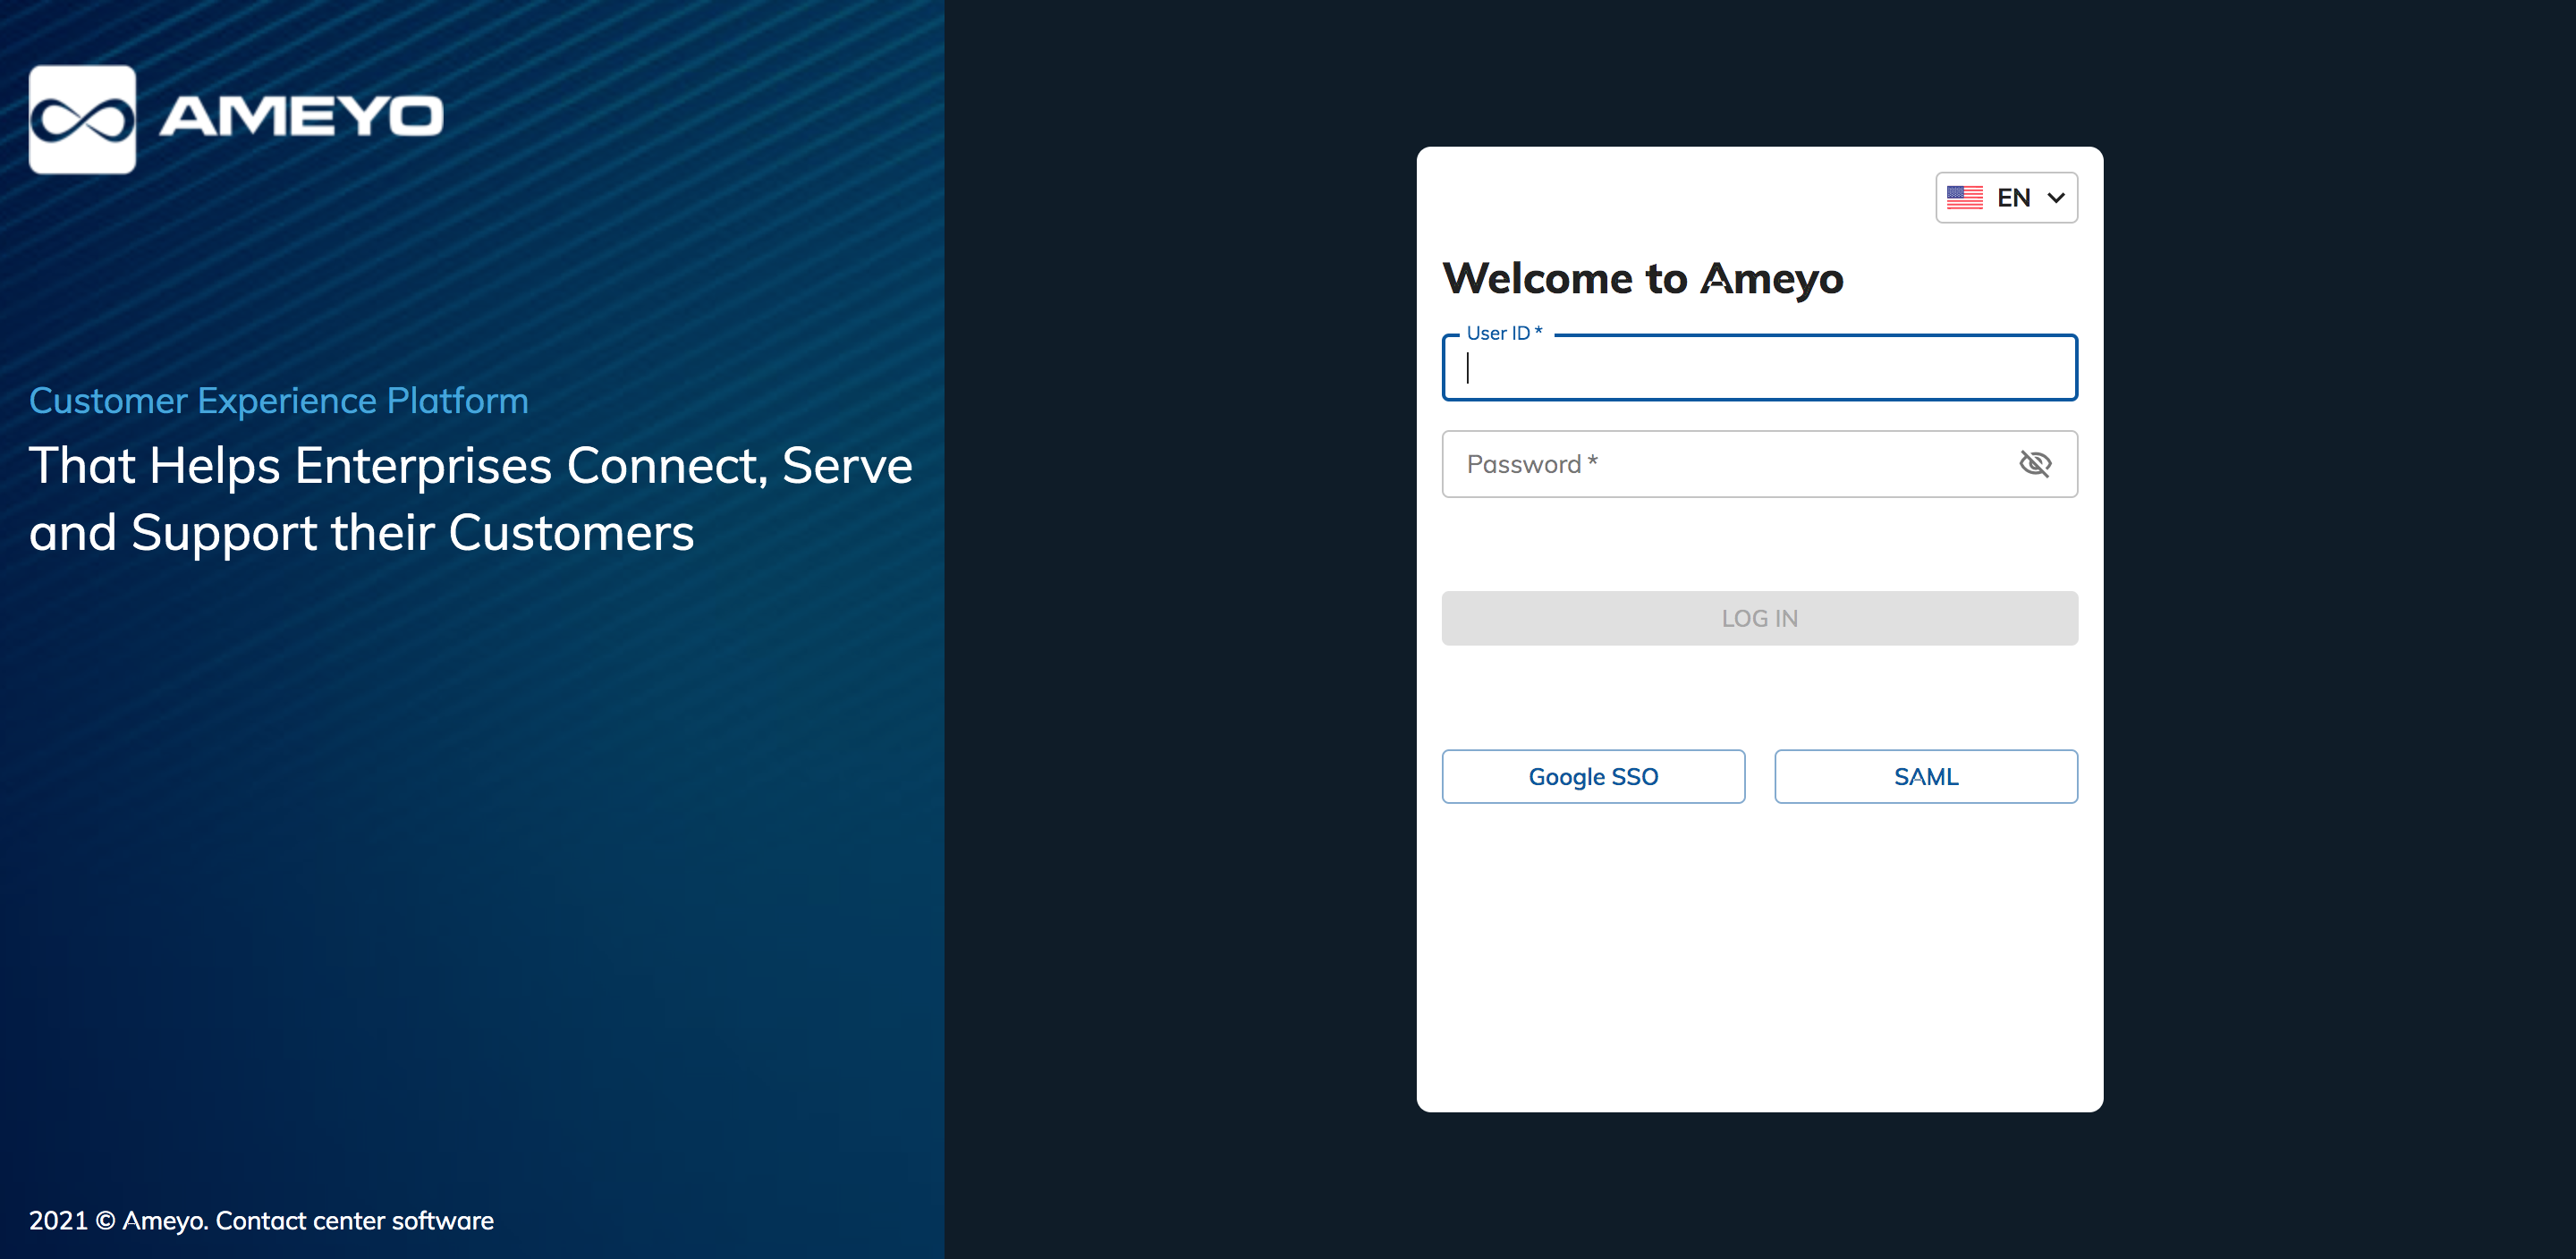 AMEYO
Customer Experience Platform
That Helps Enterprises Connect, Serve
and Support their Customers
2021 © Ameyo. Contact center software
EN
Welcome to Ameyo
User ID *
Password *
LOG IN
Google SSO
SAML